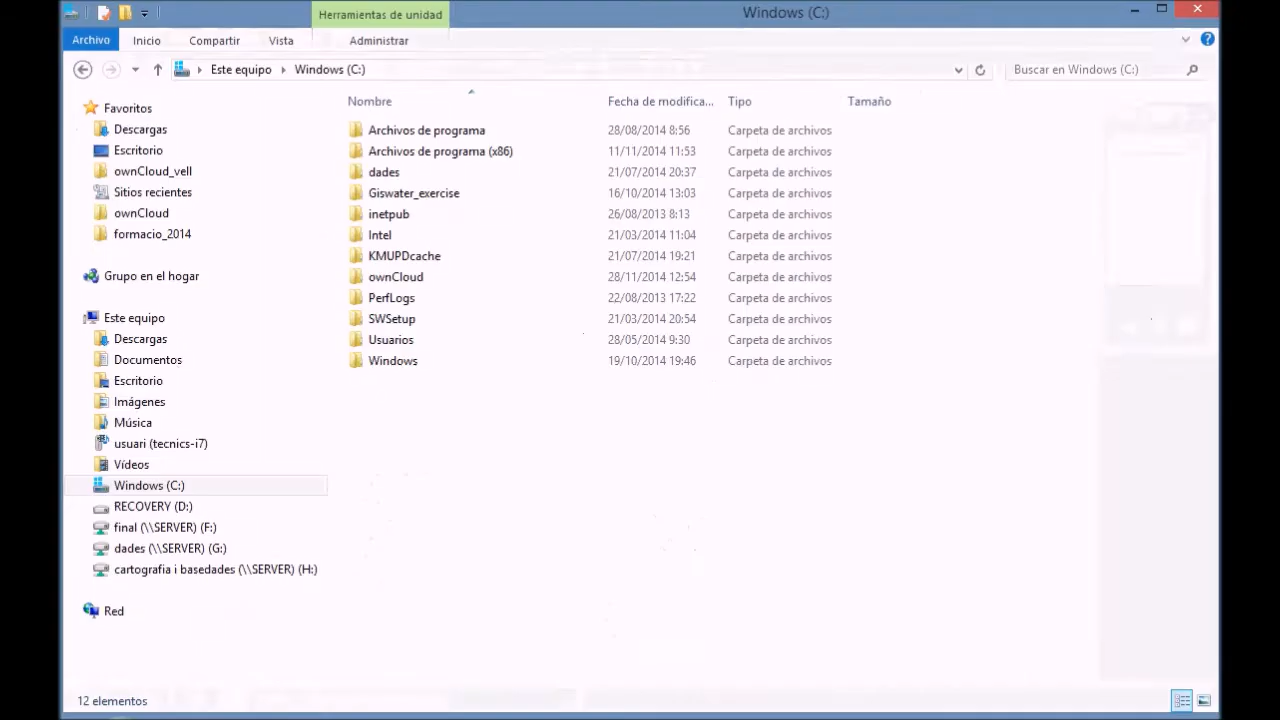 Herramientas de unidad
Windows (C:)
Archivo Inicio Compartir Vista Administrar
Este equipo Windows (C:)
Buscar en Windows (C:)
Nombre Fecha de modifica... Tipo Tamaño
Favoritos
Descargas
Escritorio
ownCloud_vell
Sitios recientes
ownCloud
formacio_2014
Grupo en el hogar
Este equipo
Descargas
Documentos
Escritorio
Imágenes
Música
usuari (tecnics-i7)
Vídeos
Windows (C:)
RECOVERY (D:)
final (\\SERVER) (F:)
dades (\\SERVER) (G:)
cartografia i basedades (\\SERVER) (H:)
Red
Archivos de programa 28/08/2014 8:56 Carpeta de archivos
Archivos de programa (x86) 11/11/2014 11:53 Carpeta de archivos
dades 21/07/2014 20:37 Carpeta de archivos
Giswater_exercise 16/10/2014 13:03 Carpeta de archivos
inetpub 26/08/2013 8:13 Carpeta de archivos
Intel 21/03/2014 11:04 Carpeta de archivos
KMUPDcache 21/07/2014 19:21 Carpeta de archivos
ownCloud 28/11/2014 12:54 Carpeta de archivos
PerfLogs 22/08/2013 17:22 Carpeta de archivos
SWSetup 21/03/2014 20:54 Carpeta de archivos
Usuarios 28/05/2014 9:30 Carpeta de archivos
Windows 19/10/2014 19:46 Carpeta de archivos
12 elementos